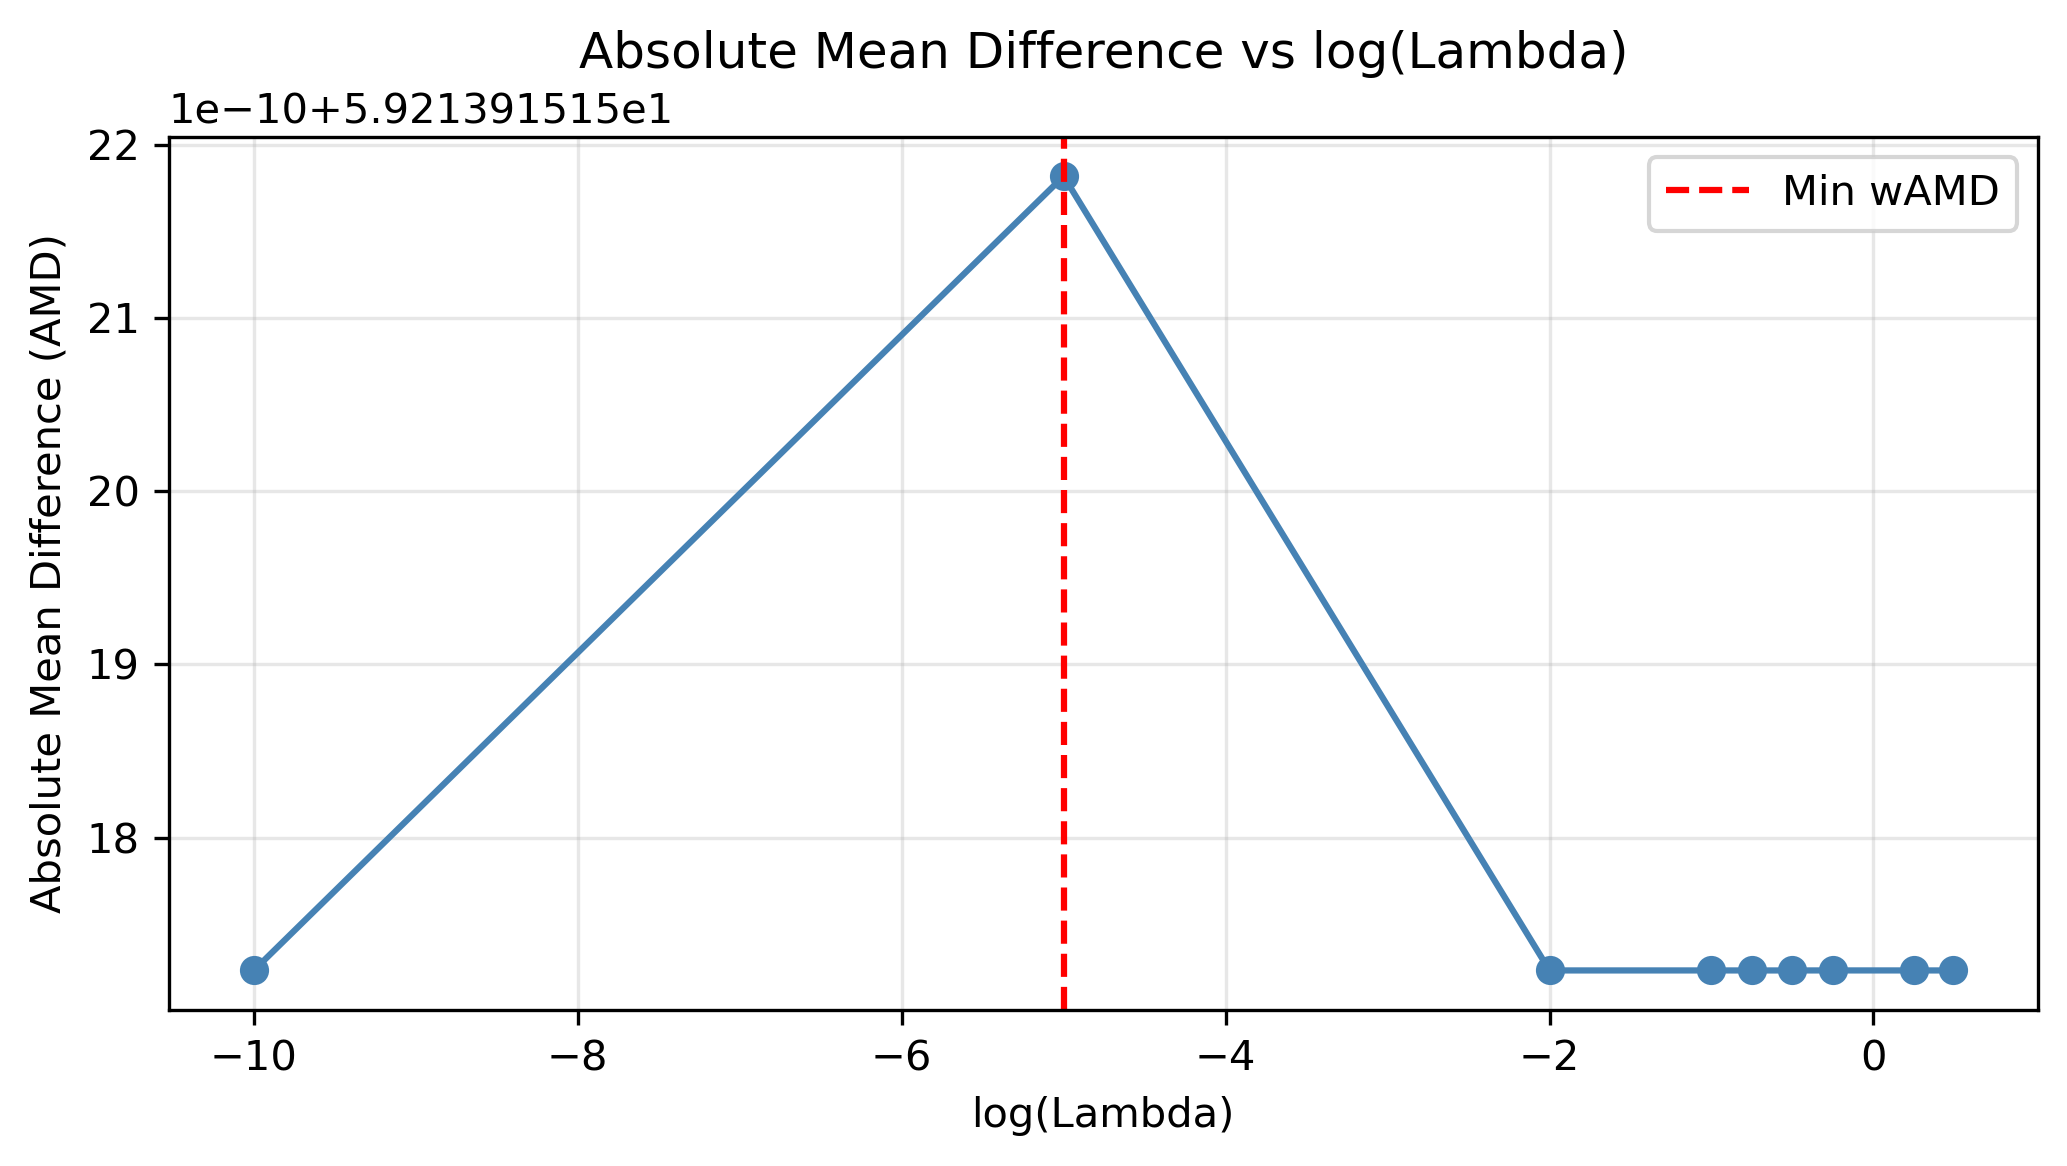 Absolute Mean Difference vs log(Lambda)
1e−10+5.921391515e1
22
21
20
19
18
Absolute Mean Difference (AMD)
Min wAMD
−10
−8
−6
−4
−2
0
log(Lambda)